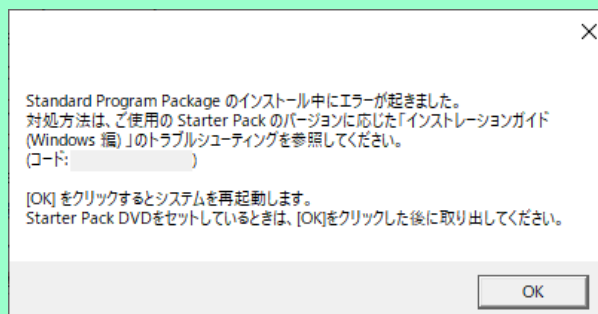 Standard Program Package のインストール中にエラーが起きました。
対処方法は、ご使用の Starter Pack のバージョンに応じた「インストレーションガイド
(Windows 編) 」のトラブルシューティングを参照してください。
(コード: )
[OK] をクリックするとシステムを再起動します。
Starter Pack DVDをセットしているときは、[OK]をクリックした後に取り出してください。
OK